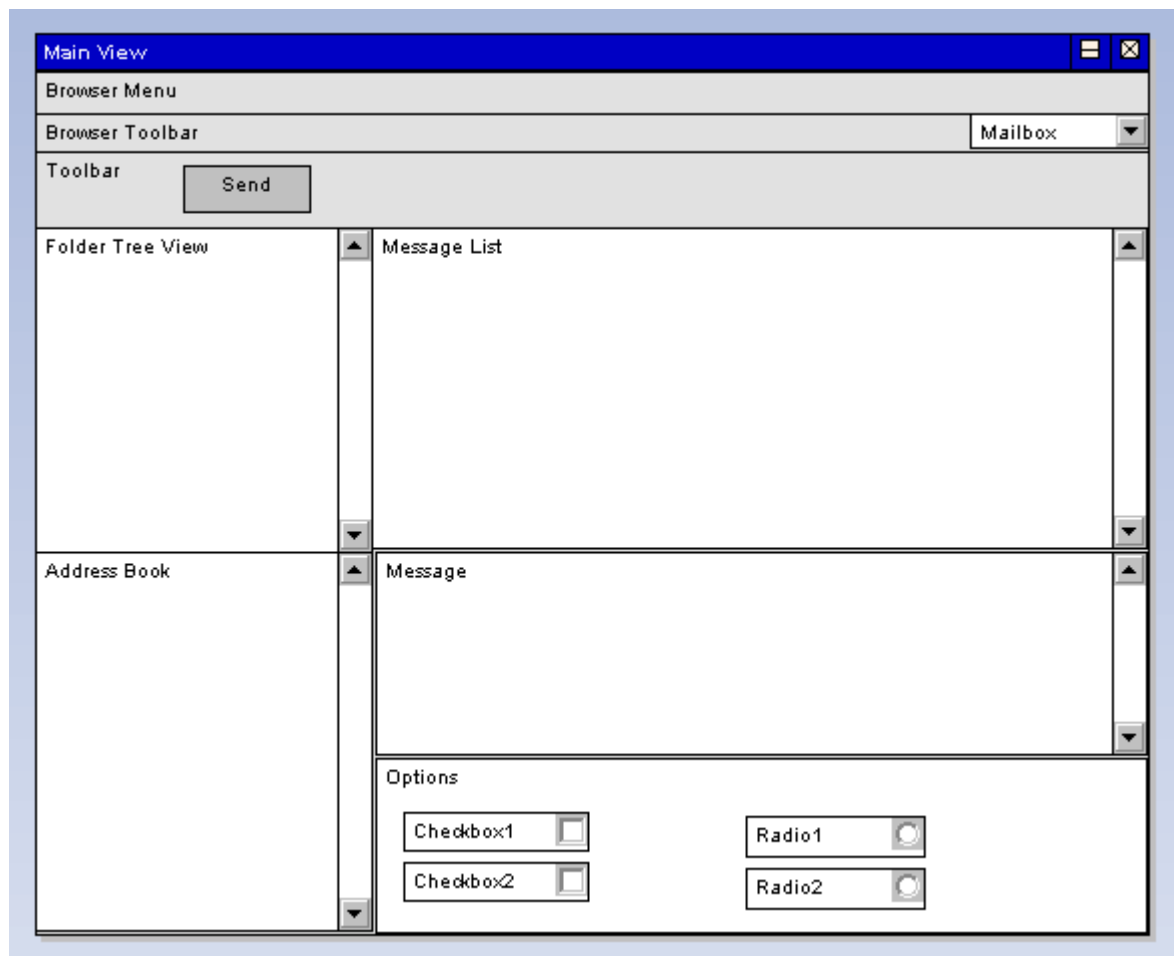 Main View
Browser Menu
Browser Toolbar
Mailbox
Toolbar
Send
Folder Tree View
Message List
Address Book
Message
Options
Checkbox1
Radio1
Checkbox2
Radio2